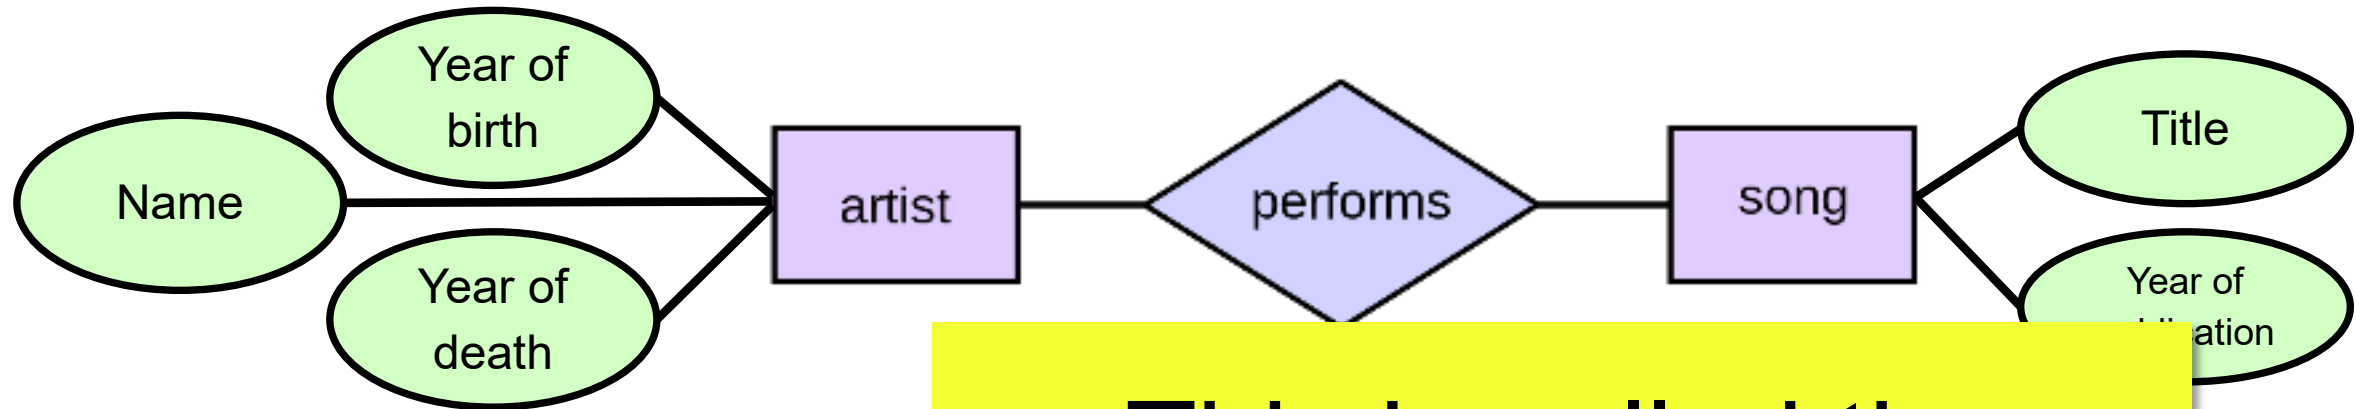 Year of
birth
Name
Year of
death
artist
performs
song
Title
Year of